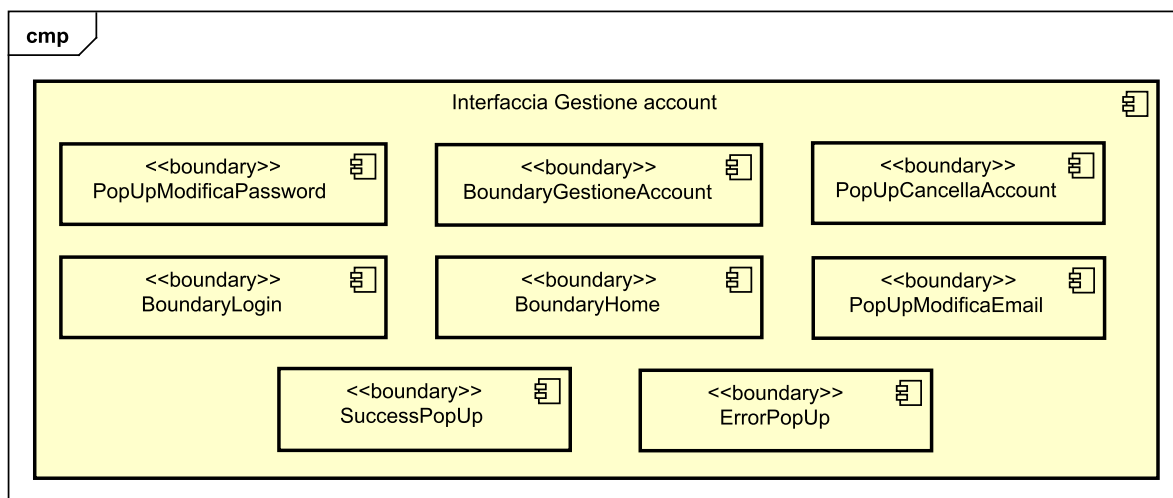 cmp
Interfaccia Gestione account
<<boundary>>
PopUpModificaPassword
<<boundary>>
BoundaryGestioneAccount
<<boundary>>
PopUpCancellaAccount
<<boundary>>
BoundaryLogin
<<boundary>>
BoundaryHome
<<boundary>>
PopUpModificaEmail
<<boundary>>
SuccessPopUp
<<boundary>>
ErrorPopUp